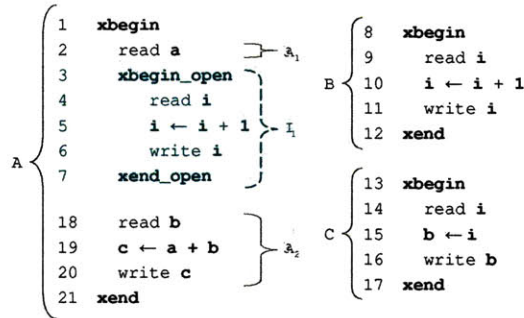 A
1 xbegin
2 read a A₁
3 xbegin_open
4 read i
5 i ← i + 1 I₁
6 write i
7 xend_open
18 read b
19 c ← a + b A₂
20 write c
21 xend
B
8 xbegin
9 read i
10 i ← i + 1
11 write i
12 xend
C
13 xbegin
14 read i
15 b ← i
16 write b
17 xend